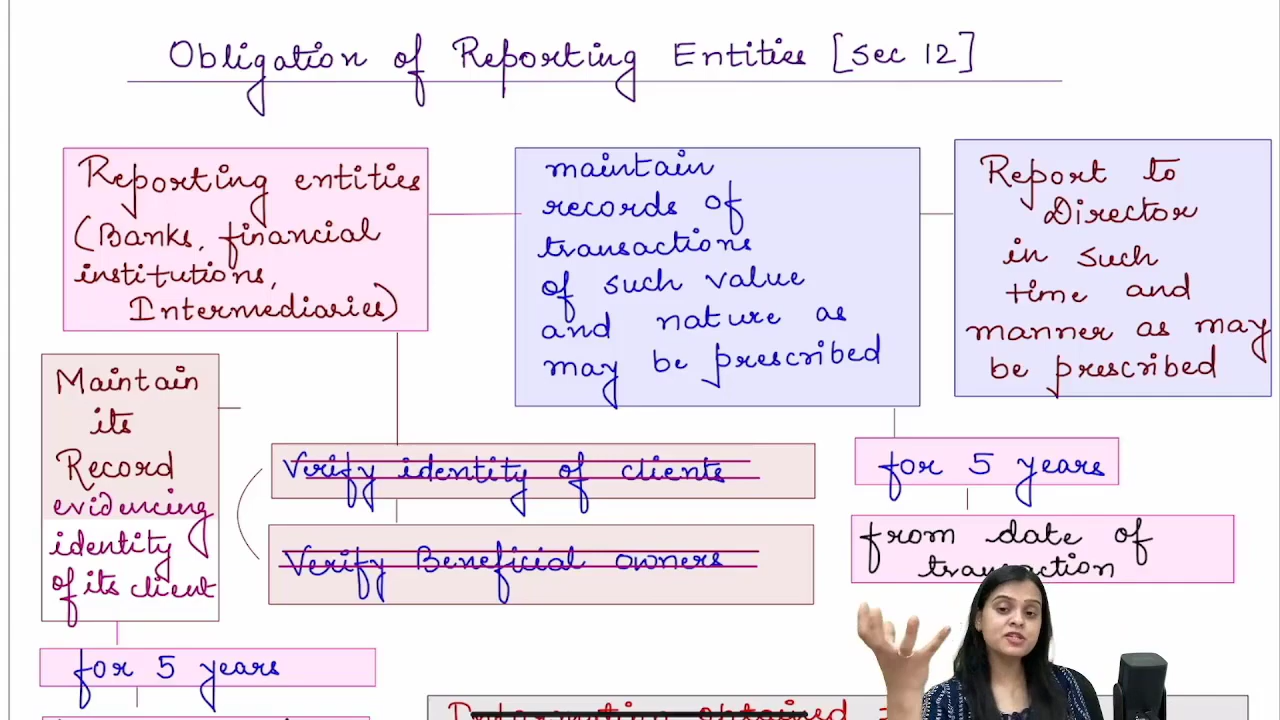 Obligation of Reporting Entities [Sec 12]
Reporting entities
(Banks, financial
institutions,
Intermediaries)
maintain
records of
transactions
of such value
and nature as
may be prescribed
Report to
Director
in such
time and
manner as may
be prescribed
Maintain
its
Record
evidencing
identity
of its client
for 5 years
Verify identity of clients
Verify Beneficial owners
for 5 years
from date of
transaction
Information obtained =